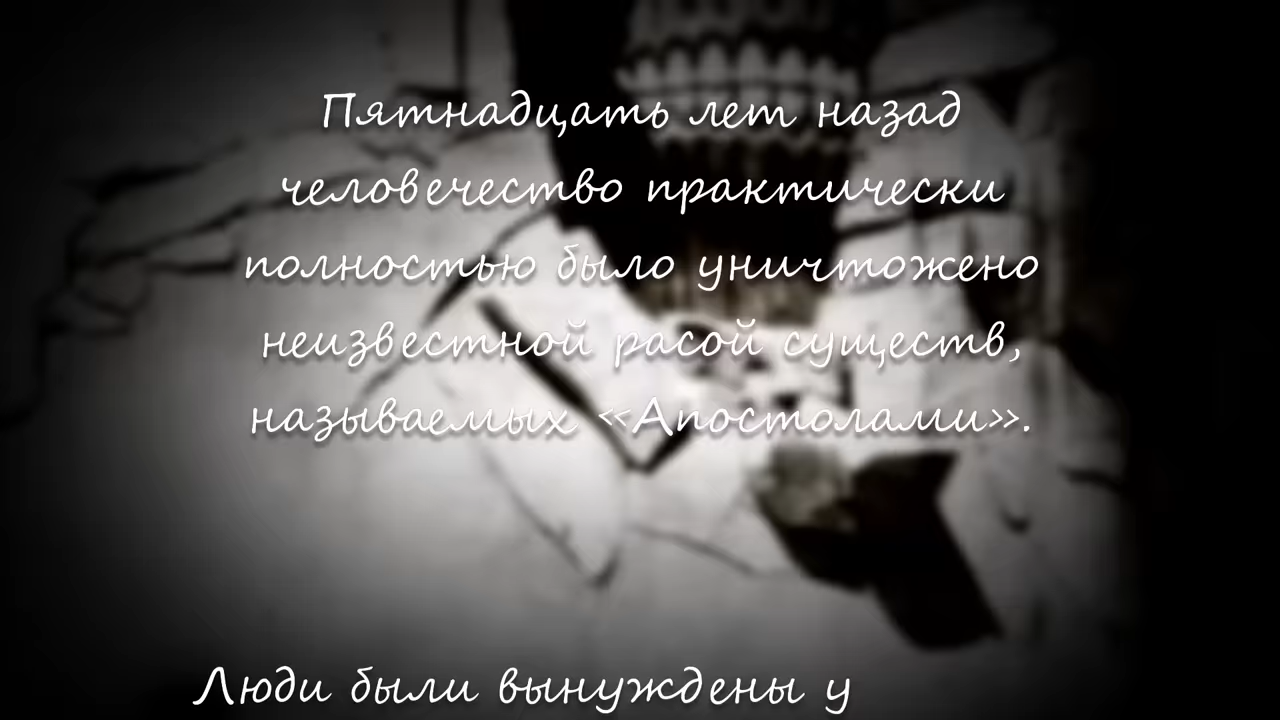 Пятнадцать лет назад
человечество практически
полностью было уничтожено
неизвестной расой существ,
называемых «Апостолами».
Люди были вынуждены у